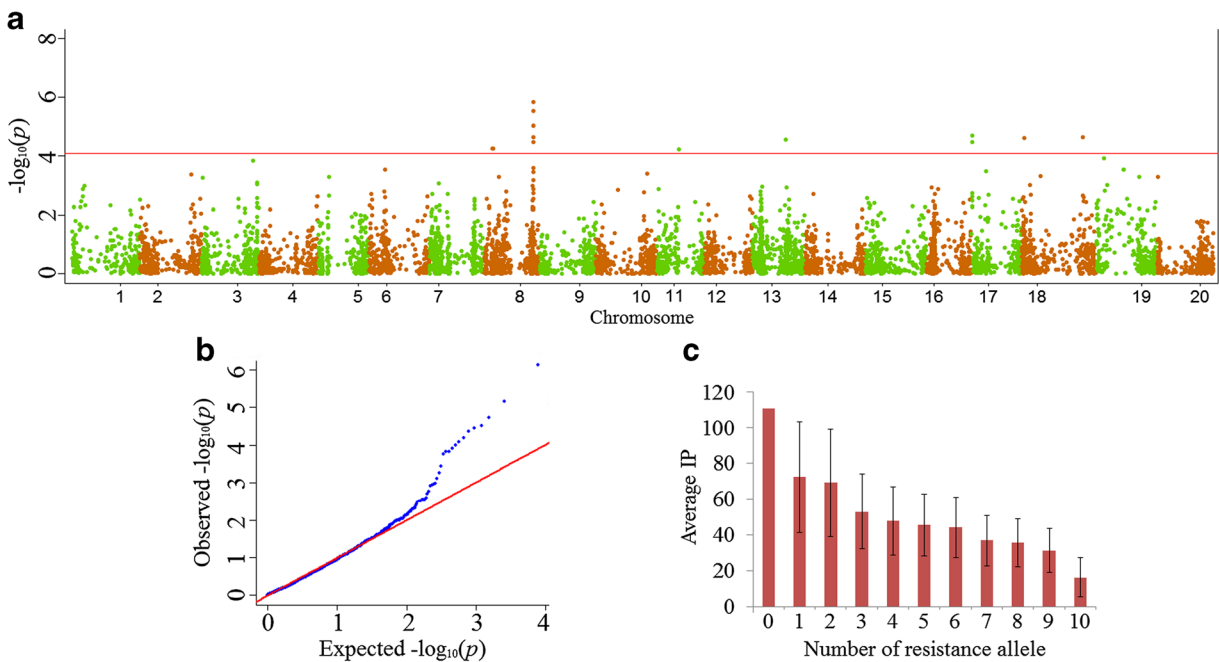 a
8
6
4
2
0
-log₁₀(p)
1 2 3 4 5 6 7 8 9 10 11 12 13 14 15 16 17 18 19 20
Chromosome
b
6
5
4
3
2
1
0
Observed -log₁₀(p)
0 1 2 3 4
Expected -log₁₀(p)
c
120
100
80
60
40
20
0
Average IP
0 1 2 3 4 5 6 7 8 9 10
Number of resistance allele